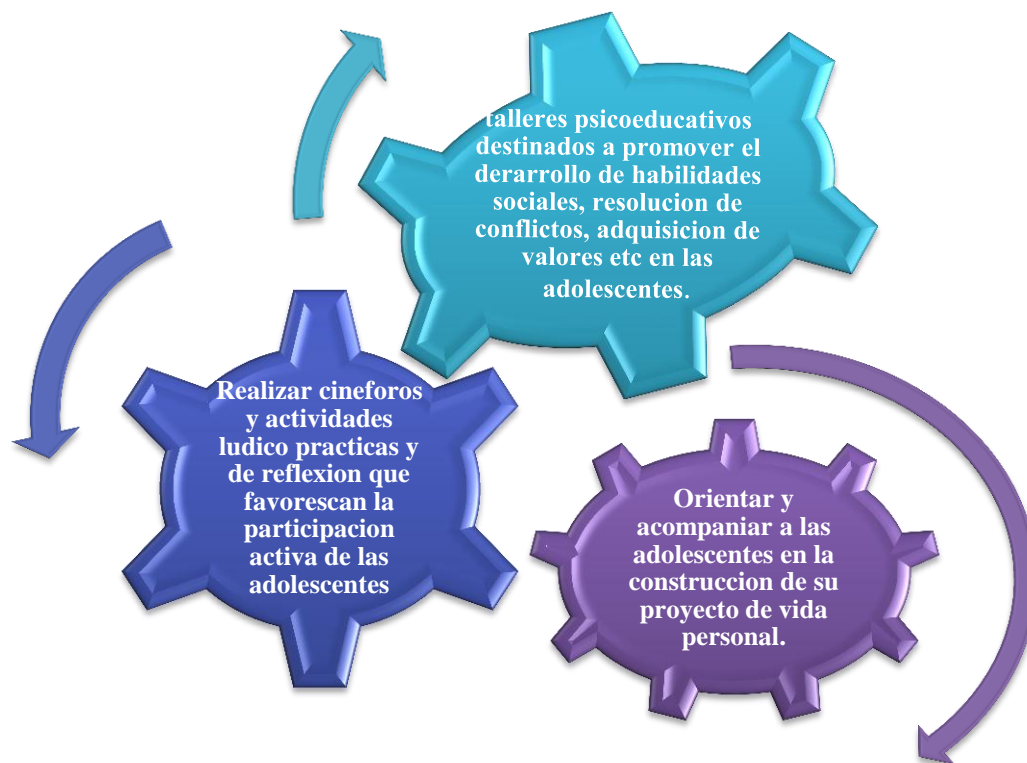 talleres psicoeducativos
destinados a promover el
derarrollo de habilidades
sociales, resolucion de
conflictos, adquisicion de
valores etc en las
adolescentes.
Realizar cineforos
y actividades
ludico practicas y
de reflexion que
favorescan la
participacion
activa de las
adolescentes
Orientar y
acompaniar a las
adolescentes en la
construccion de su
proyecto de vida
personal.